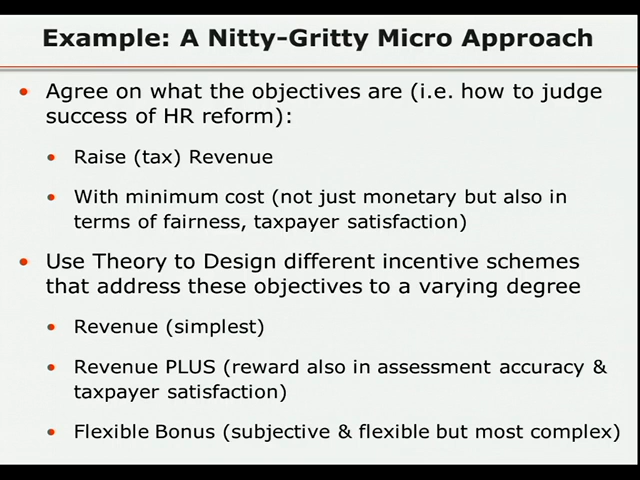 Example: A Nitty-Gritty Micro Approach
Agree on what the objectives are (i.e. how to judge
success of HR reform):
Raise (tax) Revenue
With minimum cost (not just monetary but also in
terms of fairness, taxpayer satisfaction)
Use Theory to Design different incentive schemes
that address these objectives to a varying degree
Revenue (simplest)
Revenue PLUS (reward also in assessment accuracy &
taxpayer satisfaction)
Flexible Bonus (subjective & flexible but most complex)